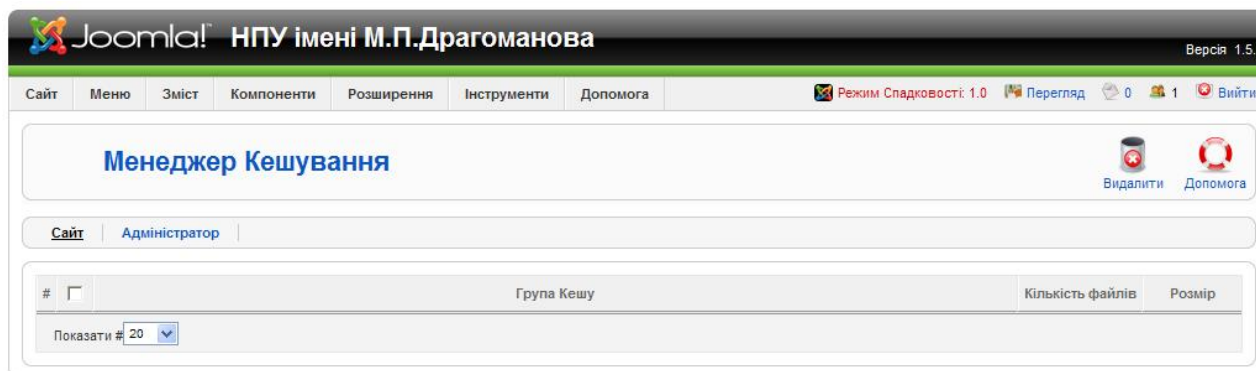 Joomla! НПУ імені М.П.Драгоманова
Версія 1.5.
Сайт Меню Зміст Компоненти Розширення Інструменти Допомога Режим Спадковості: 1.0 Перегляд 0 1 Вийти
Менеджер Кешування
Видалити Допомога
Сайт Адміністратор
# Група Кешу Кількість файлів Розмір
Показати # 20